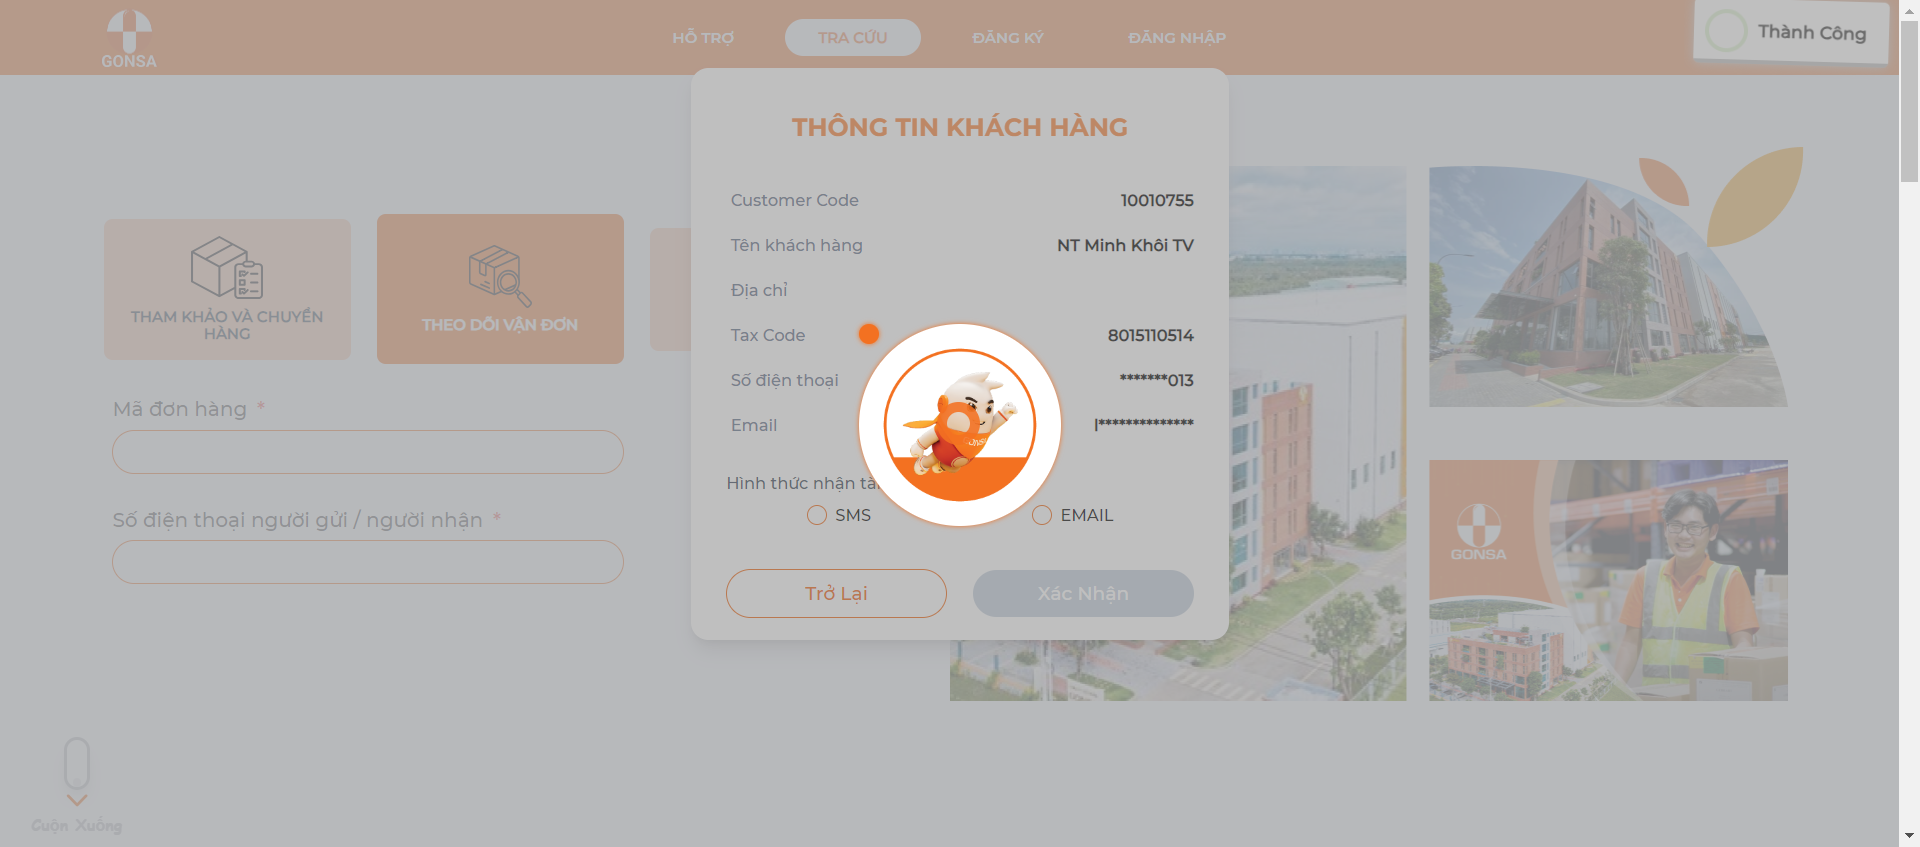 GONSA
HỖ TRỢ
TRA CỨU
ĐĂNG KÝ
ĐĂNG NHẬP
Thành Công
THÔNG TIN KHÁCH HÀNG
Customer Code
10010755
Tên khách hàng
NT Minh Khôi TV
Địa chỉ
Tax Code
8015110514
Số điện thoại
*******013
Email
l**************
Hình thức nhận
SMS
EMAIL
Trở Lại
Xác Nhận
THAM KHẢO VÀ CHUYỂN
HÀNG
THEO DÕI VẬN ĐƠN
Mã đơn hàng *
Số điện thoại người gửi / người nhận *
GONSA
Cuộn Xuống